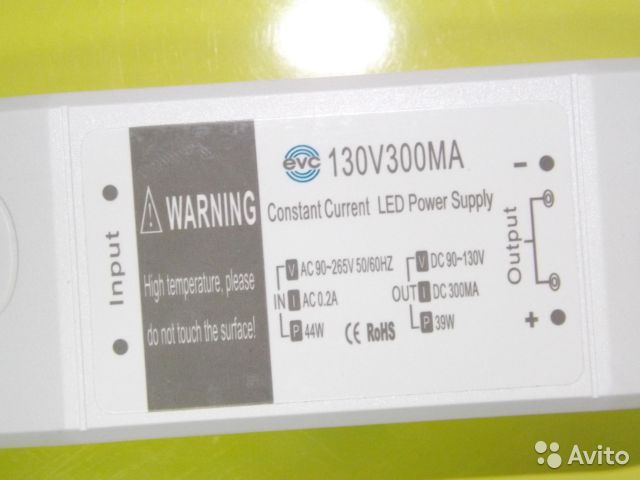 Input
WARNING
High temperature, please
do not touch the surface!
evc 130V300MA
Constant Current LED Power Supply
IN
V AC 90~265V 50/60HZ
I AC 0.2A
P 44W
OUT
V DC 90~130V
I DC 300MA
P 39W
CE RoHS
Output
-
+
Avito